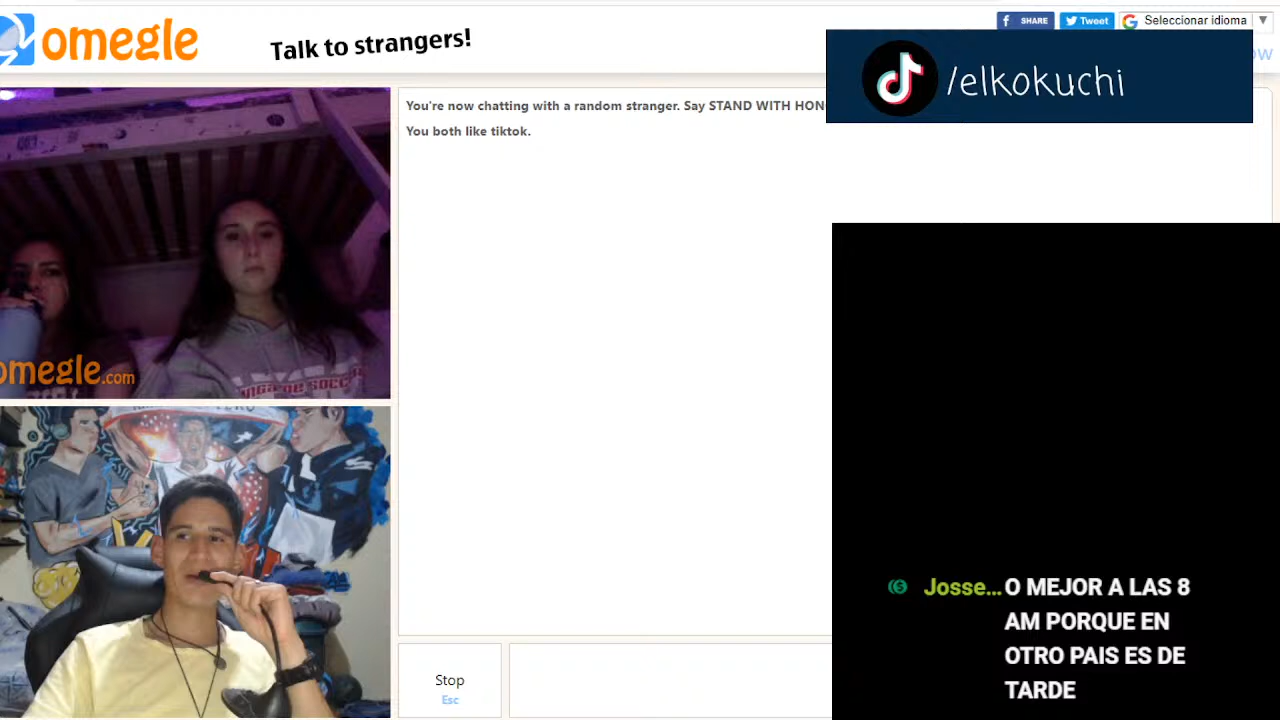 omegle
Talk to strangers!
SHARE
Tweet
Seleccionar idioma
/elkokuchi
You're now chatting with a random stranger. Say STAND WITH
You both like tiktok.
omegle.com
Josse... O MEJOR A LAS 8
AM PORQUE EN
OTRO PAIS ES DE
TARDE
Stop
Esc